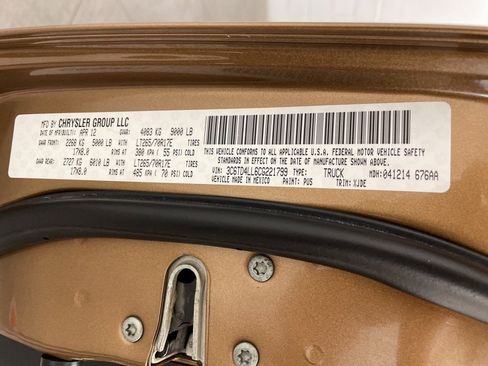 MFD BY CHRYSLER GROUP LLC
DATE OF MFR/BUILT: APR 12 GVWR: 4083 KG 9000 LB
GAWR FRONT: 2268 KG 5000 LB WITH LT265/70R17E TIRES
17X8.0 RIMS AT 380 KPA ( 55 PSI) COLD
GAWR REAR: 2727 KG 6010 LB WITH LT265/70R17E TIRES
17X8.0 RIMS AT 485 KPA ( 70 PSI) COLD
THIS VEHICLE CONFORMS TO ALL APPLICABLE U.S.A. FEDERAL MOTOR VEHICLE SAFETY
STANDARDS IN EFFECT ON THE DATE OF MANUFACTURE SHOWN ABOVE.
VIN: 3C6TD4LL6CG221799 TYPE: TRUCK MDH: 041214 676AA
VEHICLE MADE IN MEXICO PAINT: PUS TRIM: XJDE